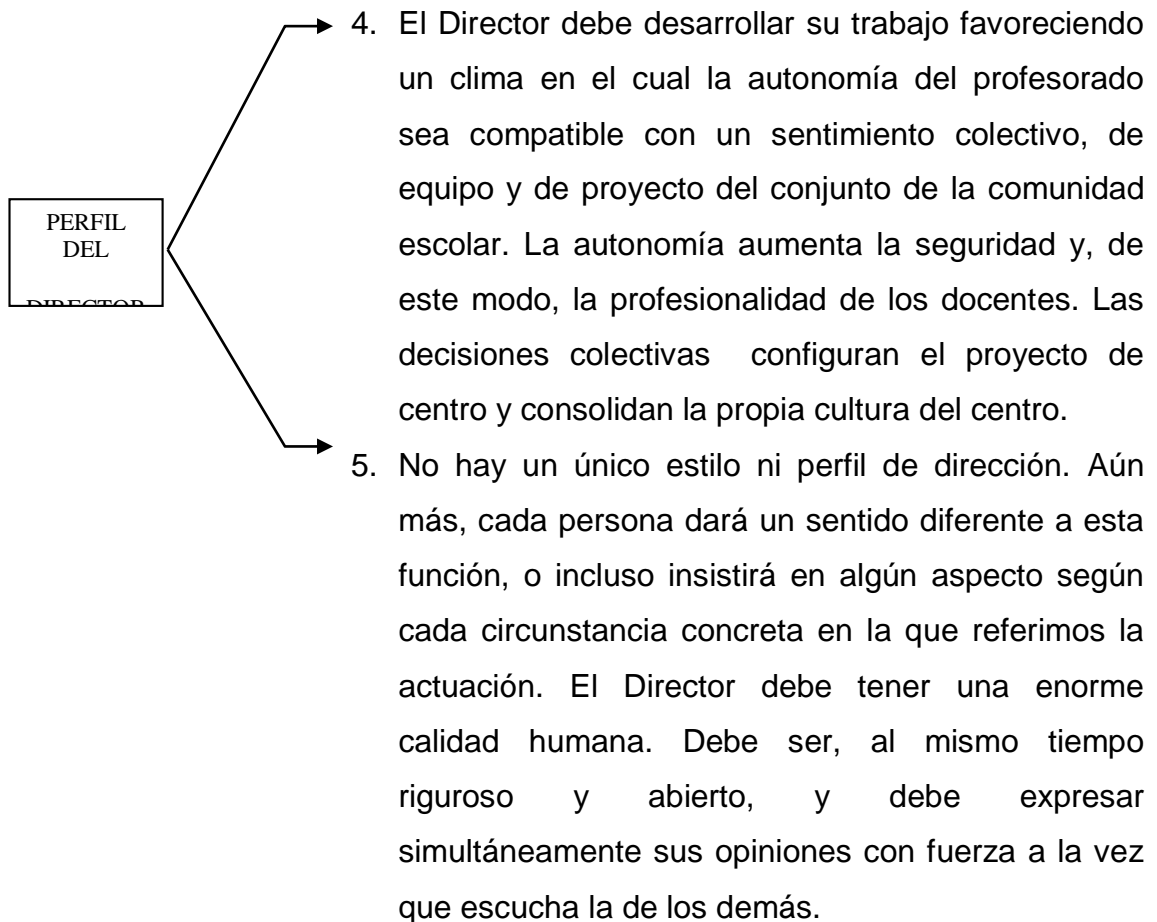 PERFIL
DEL
DIRECTOR
4. El Director debe desarrollar su trabajo favoreciendo
un clima en el cual la autonomía del profesorado
sea compatible con un sentimiento colectivo, de
equipo y de proyecto del conjunto de la comunidad
escolar. La autonomía aumenta la seguridad y, de
este modo, la profesionalidad de los docentes. Las
decisiones colectivas configuran el proyecto de
centro y consolidan la propia cultura del centro.
5. No hay un único estilo ni perfil de dirección. Aún
más, cada persona dará un sentido diferente a esta
función, o incluso insistirá en algún aspecto según
cada circunstancia concreta en la que referimos la
actuación. El Director debe tener una enorme
calidad humana. Debe ser, al mismo tiempo
riguroso y abierto, y debe expresar
simultáneamente sus opiniones con fuerza a la vez
que escucha la de los demás.